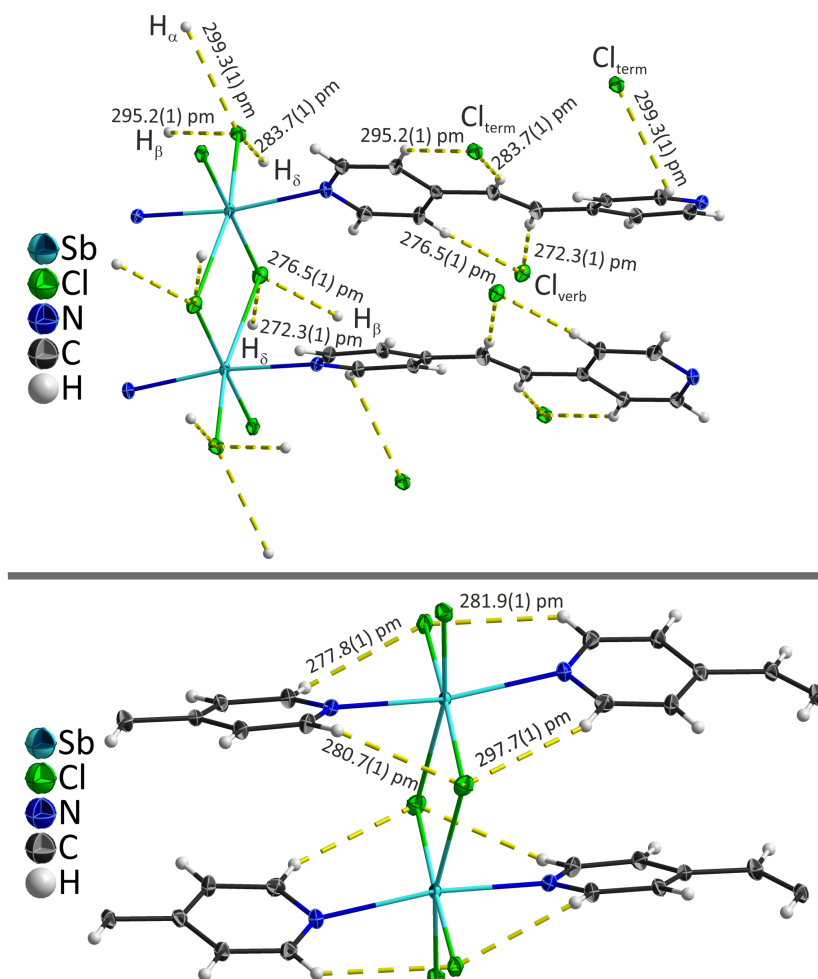 Hα
299.3(1) pm
295.2(1) pm
Hβ
283.7(1) pm
Hδ
295.2(1) pm
Clterm
283.7(1) pm
Clterm
299.3(1) pm
276.5(1) pm
272.3(1) pm
Clverb
276.5(1) pm
Hβ
272.3(1) pm
Hδ
Sb
Cl
N
C
H
281.9(1) pm
277.8(1) pm
280.7(1) pm
297.7(1) pm
Sb
Cl
N
C
H